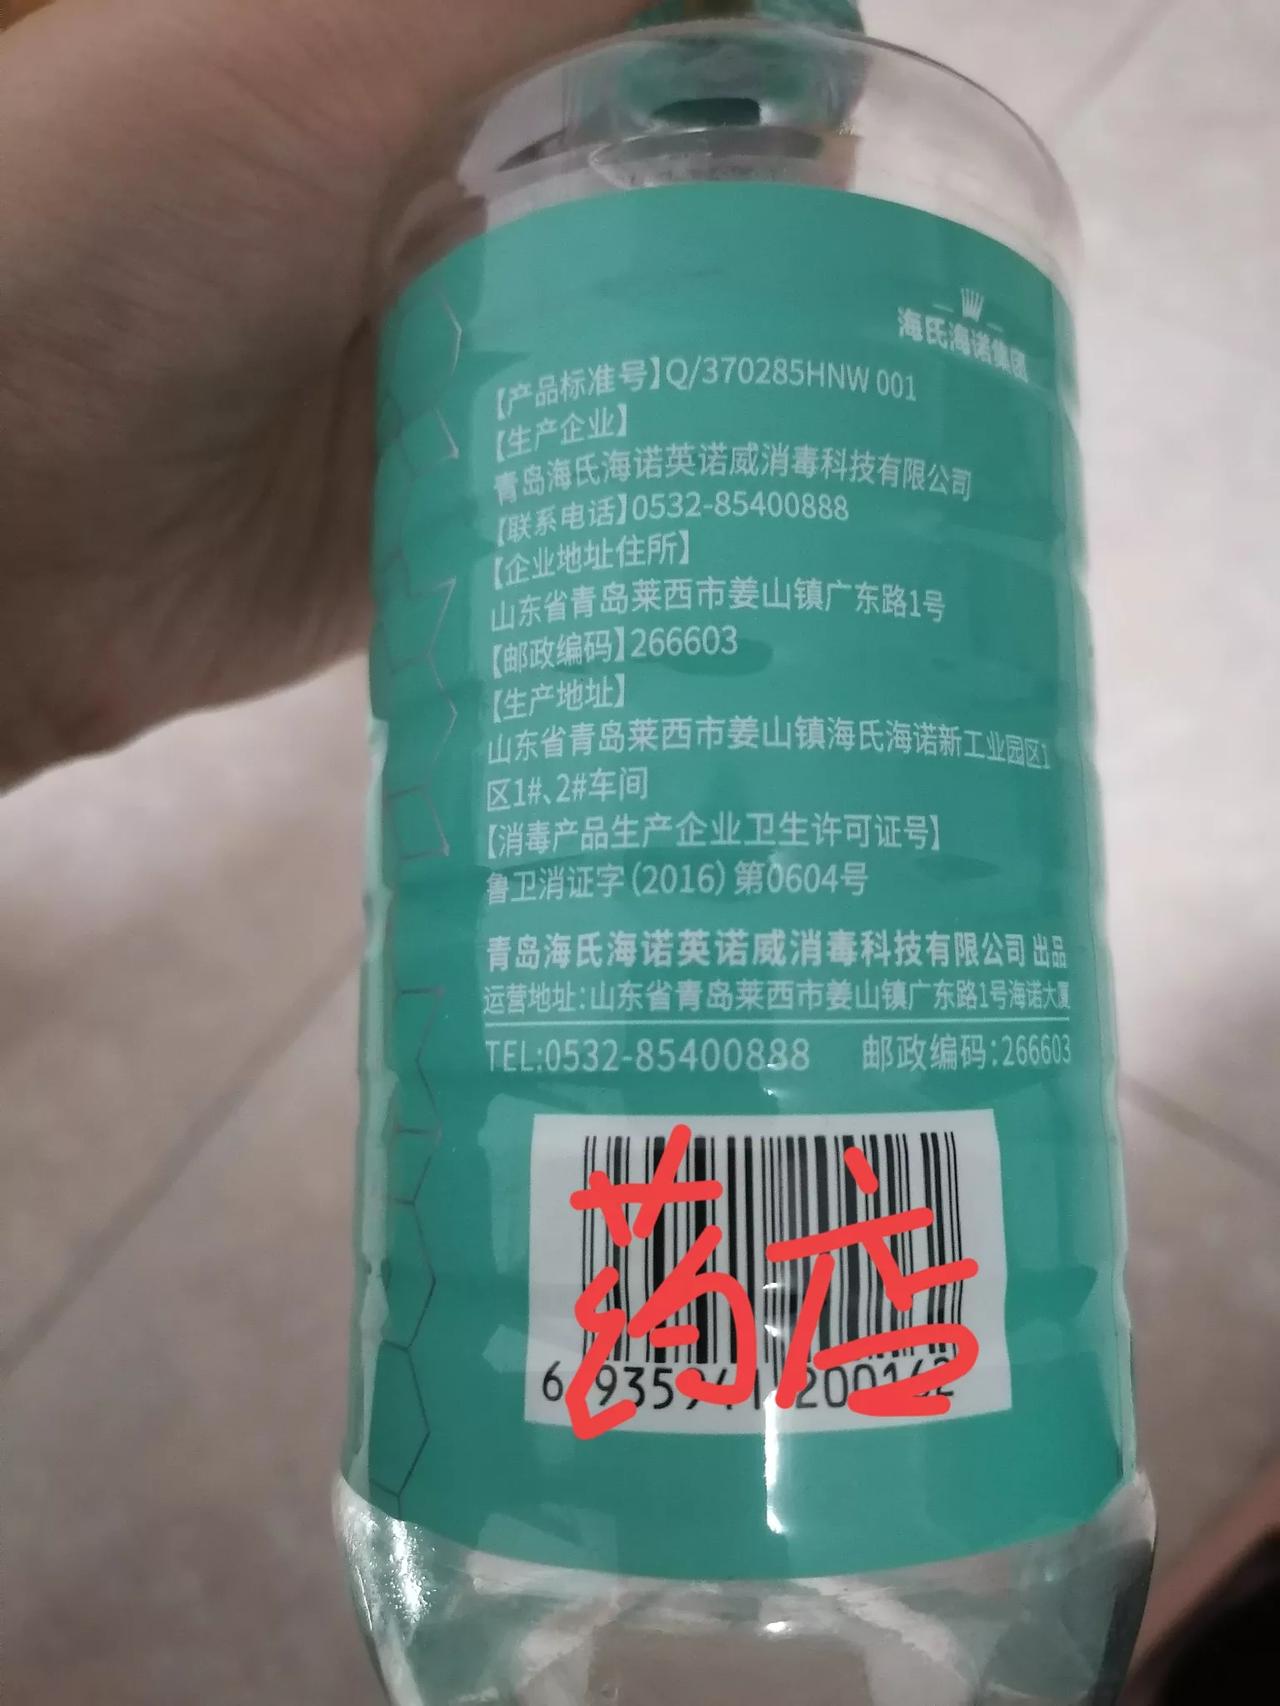 海氏海诺集团
【产品标准号】Q/370285HNW 001
【生产企业】
青岛海氏海诺英诺威消毒科技有限公司
【联系电话】0532-85400888
【企业地址住所】
山东省青岛莱西市姜山镇广东路1号
【邮政编码】266603
【生产地址】
山东省青岛莱西市姜山镇海氏海诺新工业园区1
区1#、2#车间
【消毒产品生产企业卫生许可证号】
鲁卫消证字(2016)第0604号
青岛海氏海诺英诺威消毒科技有限公司 出品
运营地址:山东省青岛莱西市姜山镇广东路1号海诺大厦
TEL:0532-85400888 邮政编码:266603
药店
6 935941 200162